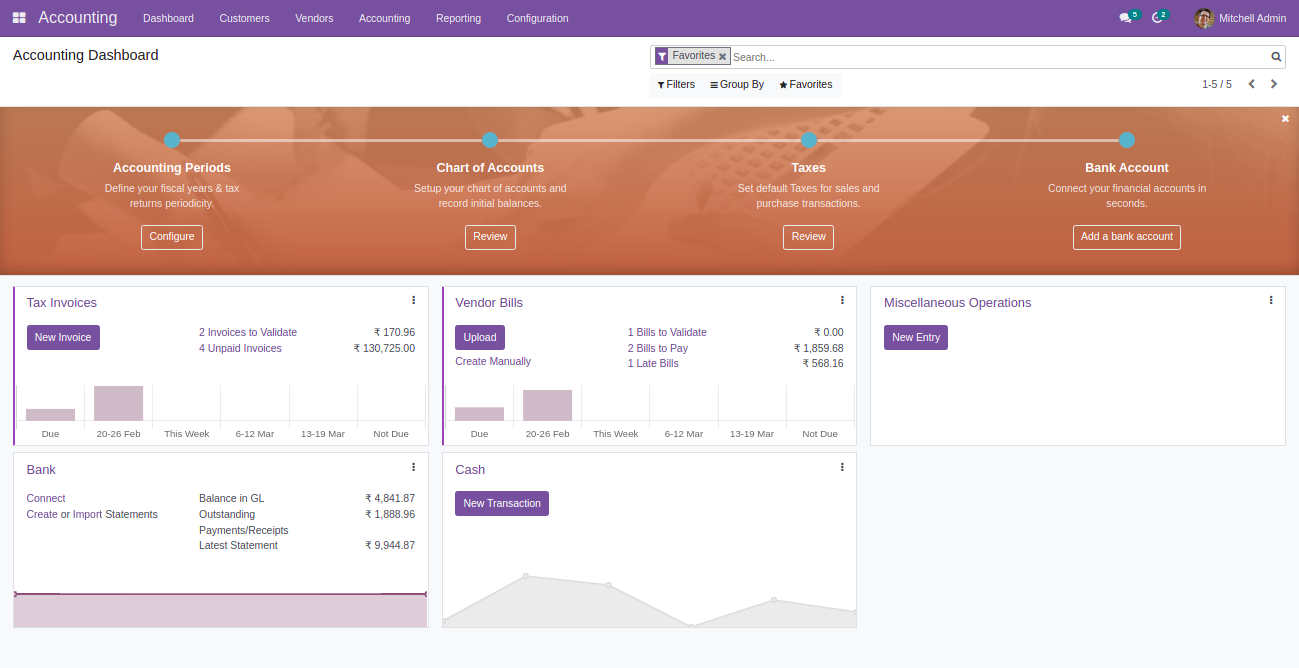 Accounting Dashboard Customers Vendors Accounting Reporting Configuration 5 2 Mitchell Admin
Accounting Dashboard
Favorites Search...
Filters Group By Favorites 1-5 / 5
Accounting Periods Chart of Accounts Taxes Bank Account
Define your fiscal years & tax Setup your chart of accounts and Set default Taxes for sales and Connect your financial accounts in
returns periodicity. record initial balances. purchase transactions. seconds.
Configure Review Review Add a bank account
Tax Invoices
New Invoice
2 Invoices to Validate ₹ 170.96
4 Unpaid Invoices ₹ 130,725.00
Due 20-26 Feb This Week 6-12 Mar 13-19 Mar Not Due
Vendor Bills
Upload
Create Manually
1 Bills to Validate ₹ 0.00
2 Bills to Pay ₹ 1,859.68
1 Late Bills ₹ 568.16
Due 20-26 Feb This Week 6-12 Mar 13-19 Mar Not Due
Miscellaneous Operations
New Entry
Bank
Connect
Create or Import Statements
Balance in GL ₹ 4,841.87
Outstanding ₹ 1,888.96
Payments/Receipts
Latest Statement ₹ 9,944.87
Cash
New Transaction